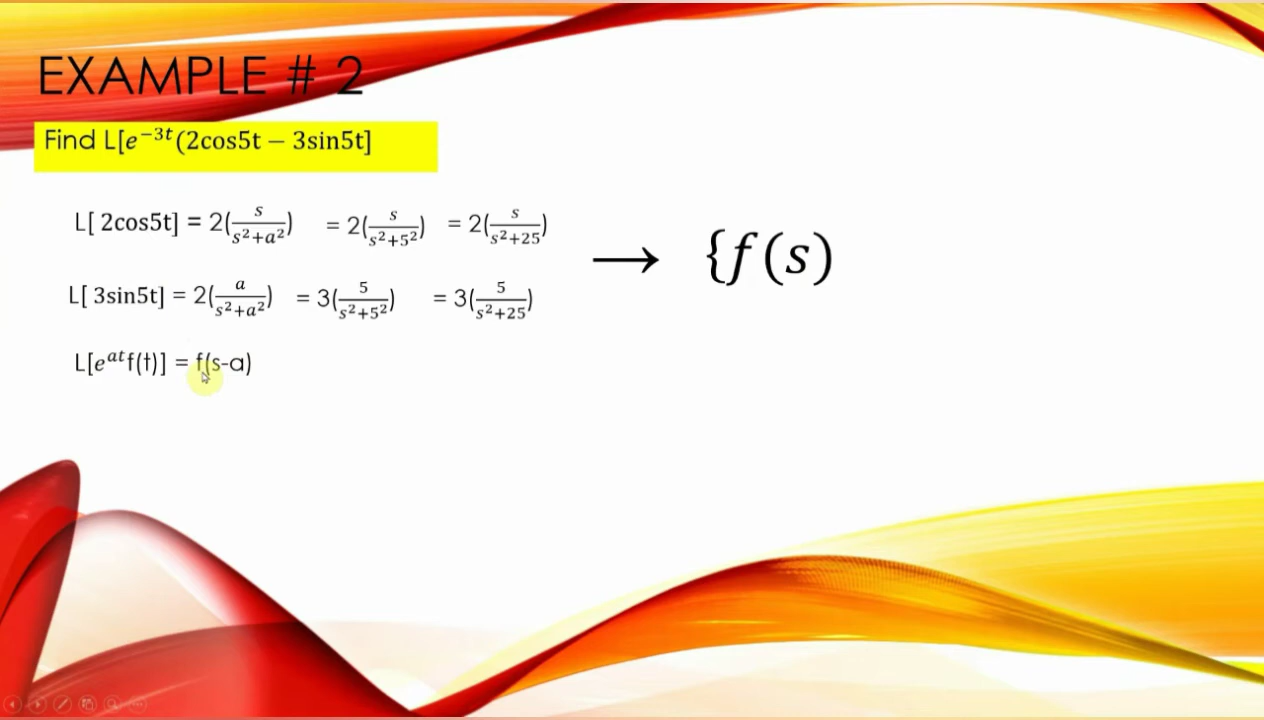 EXAMPLE # 2
Find L[e⁻³ᵗ(2cos5t − 3sin5t]
L[ 2cos5t] = 2(s/(s²+a²)) = 2(s/(s²+5²)) = 2(s/(s²+25))
→ {f(s)
L[ 3sin5t] = 2(a/(s²+a²)) = 3(5/(s²+5²)) = 3(5/(s²+25))
L[eᵃᵗf(t)] = f(s-a)